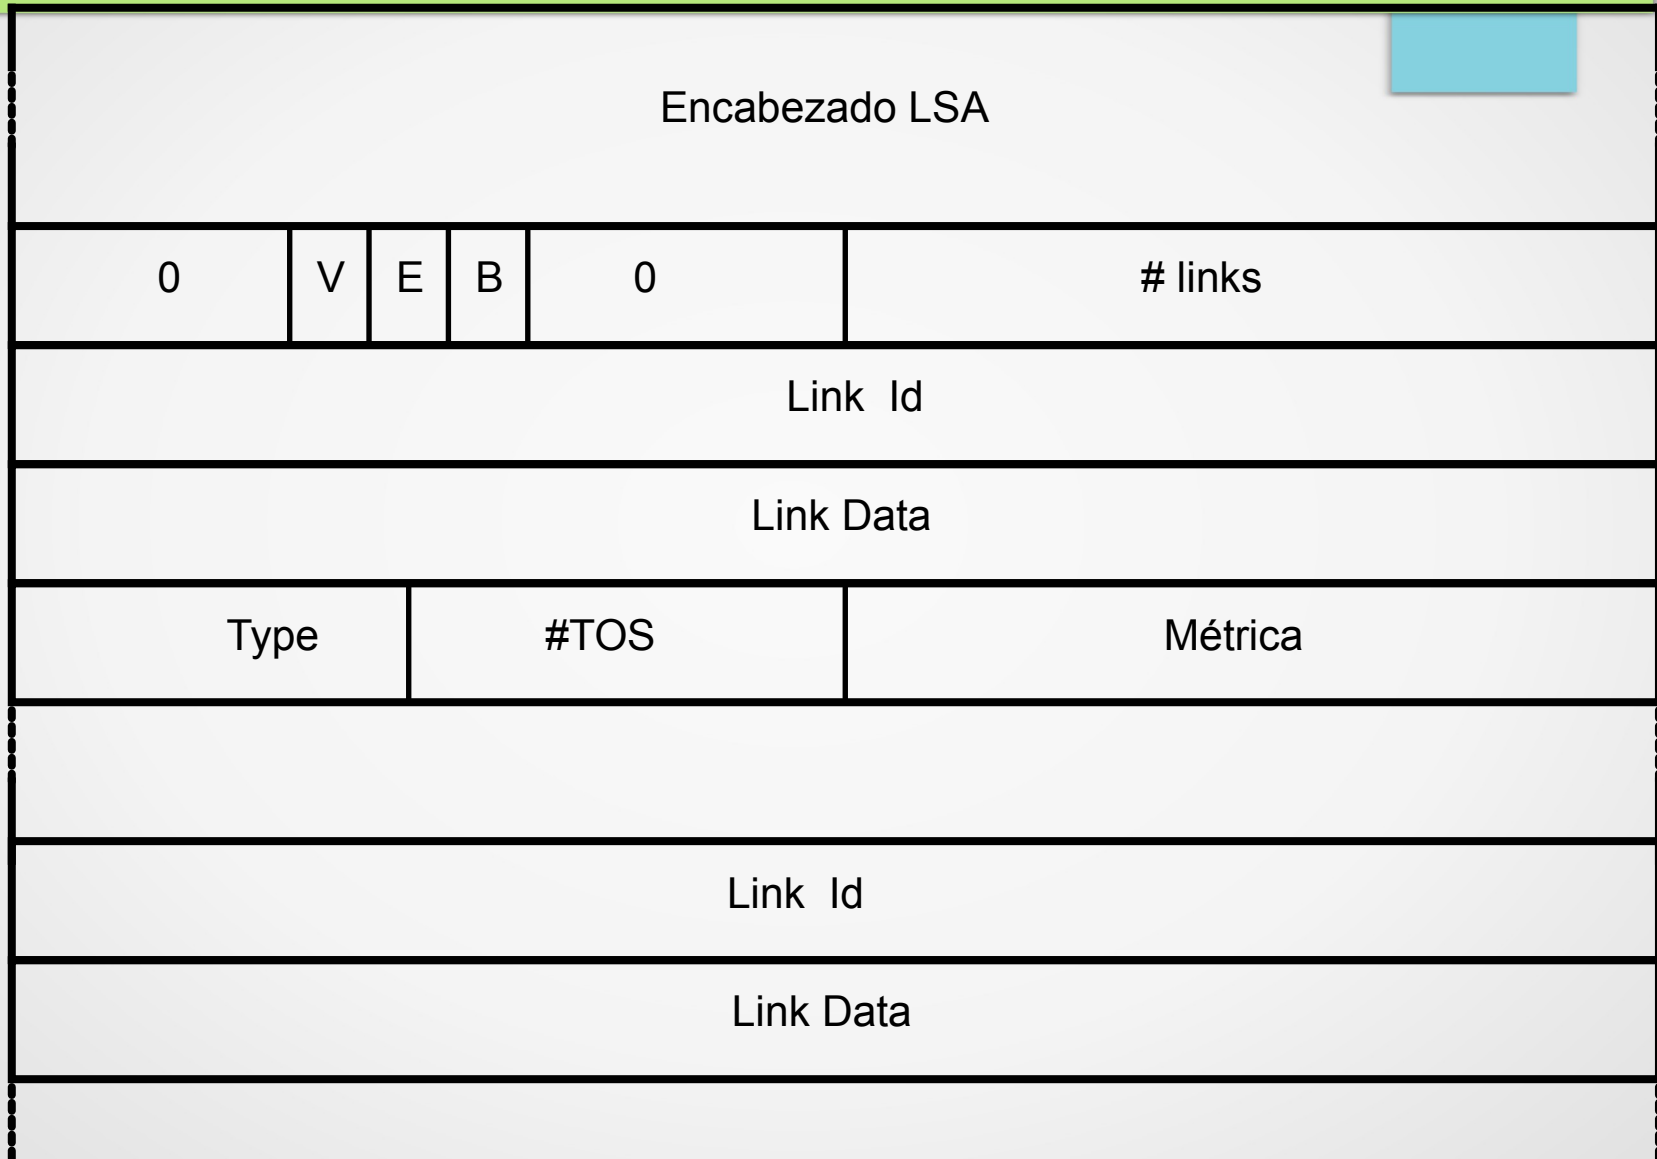 Encabezado LSA
0 V E B 0 # links
Link Id
Link Data
Type #TOS Métrica
Link Id
Link Data